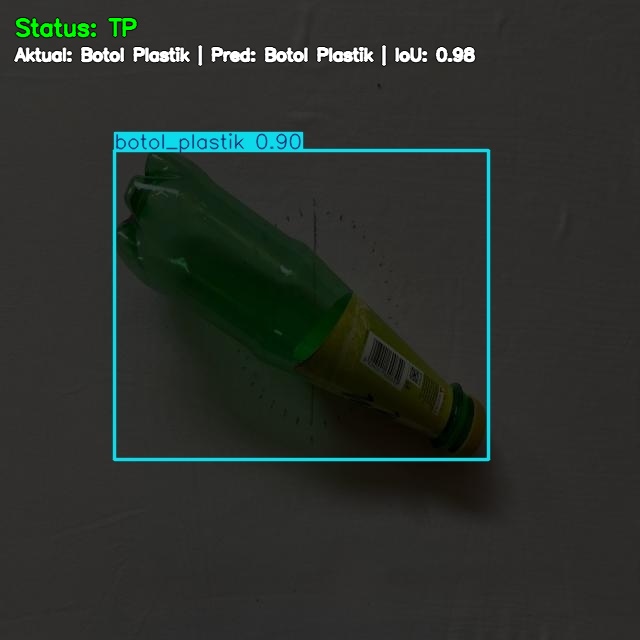 Status: TP
Aktual: Botol Plastik | Pred: Botol Plastik | IoU: 0.98
botol_plastik 0.90